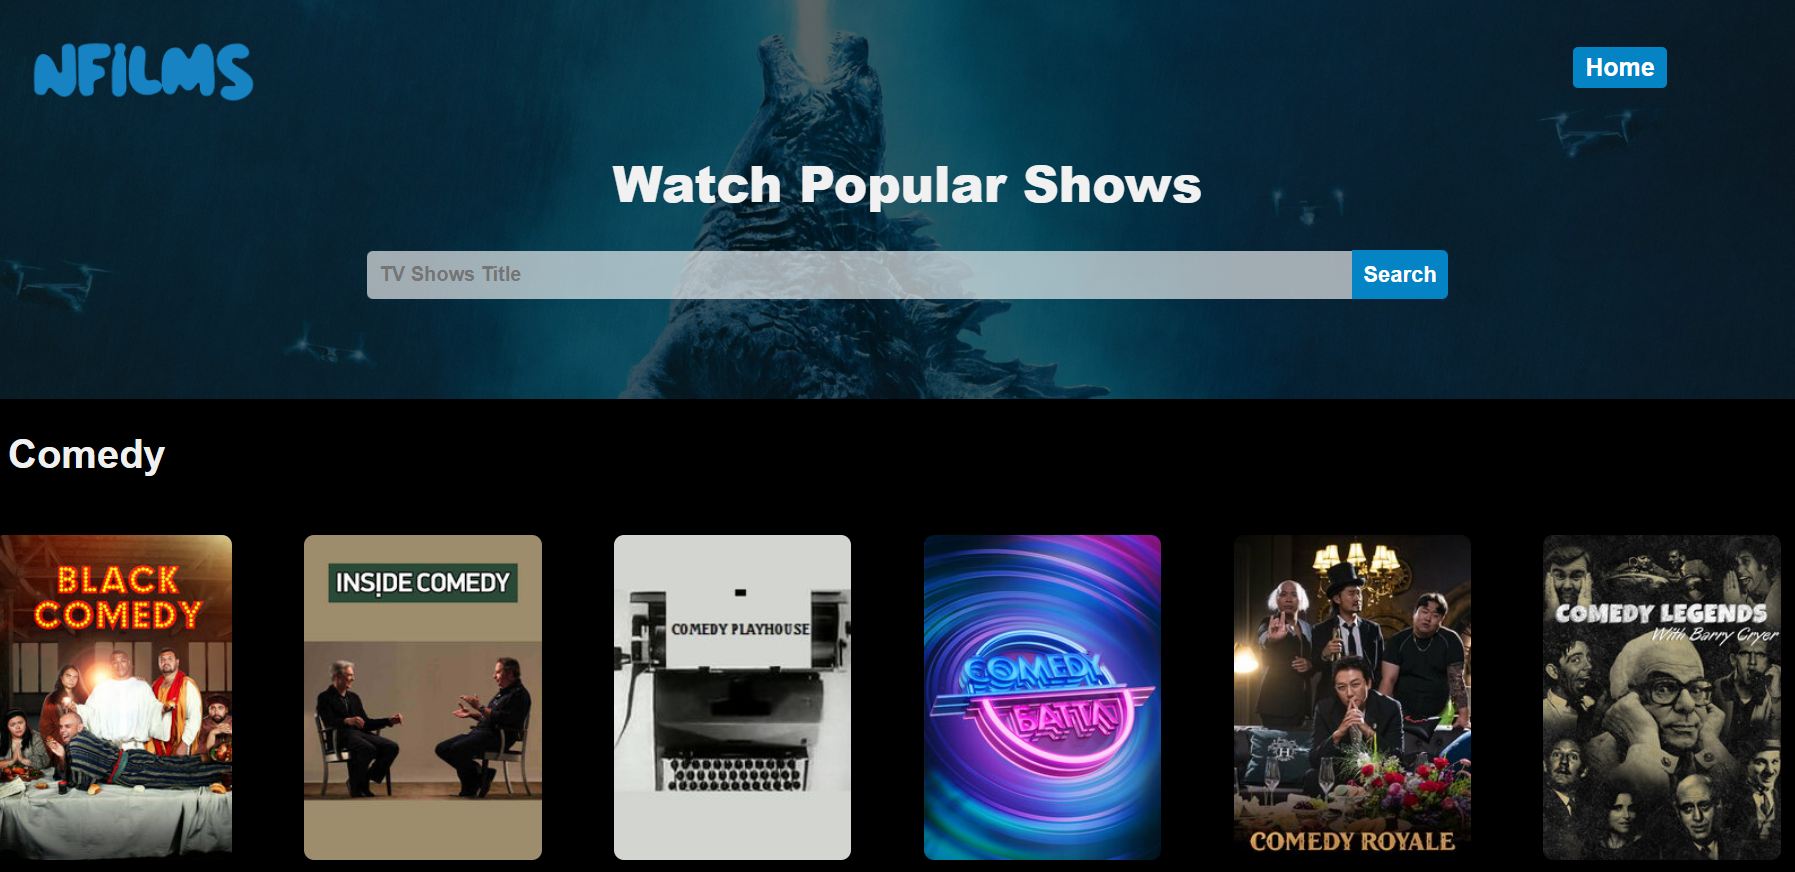 NFILMS
Home
Watch Popular Shows
TV Shows Title
Search
Comedy
BLACK
COMEDY
INSIDE COMEDY
COMEDY PLAYHOUSE
COMEDY
БАТТЛ
COMEDY ROYALE
COMEDY LEGENDS
With Barry Cryer